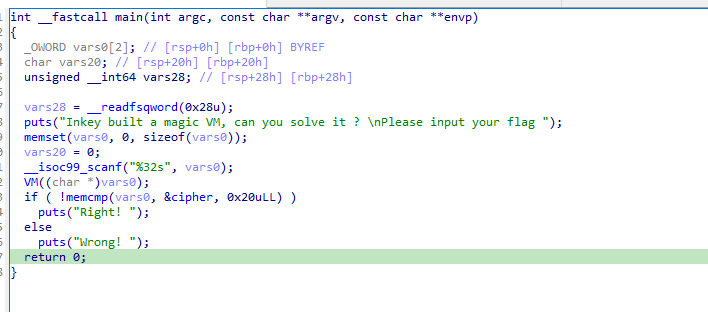 int __fastcall main(int argc, const char **argv, const char **envp)
{
_OWORD vars0[2]; // [rsp+0h] [rbp+0h] BYREF
char vars20; // [rsp+20h] [rbp+20h]
unsigned __int64 vars28; // [rsp+28h] [rbp+28h]
vars28 = __readfsqword(0x28u);
puts("Inkey built a magic VM, can you solve it ? \nPlease input your flag ");
memset(vars0, 0, sizeof(vars0));
vars20 = 0;
__isoc99_scanf("%32s", vars0);
VM((char *)vars0);
if ( !memcmp(vars0, &cipher, 0x20uLL) )
puts("Right! ");
else
puts("Wrong! ");
return 0;
}